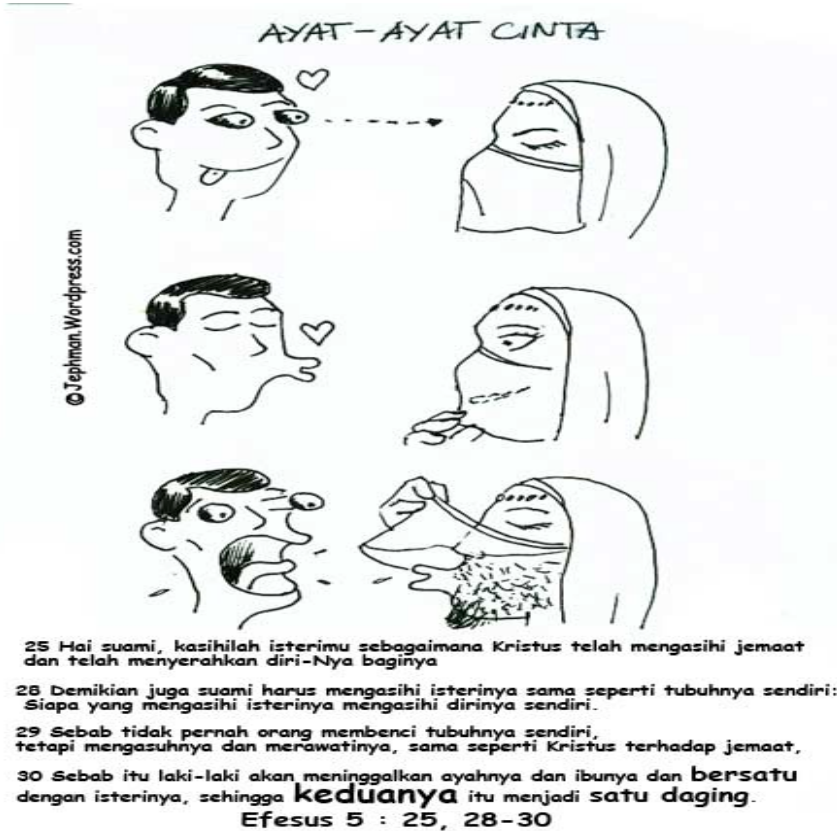 AYAT-AYAT CINTA
©Jephman.Wordpress.com
25 Hai suami, kasihilah isterimu sebagaimana Kristus telah mengasihi jemaat
dan telah menyerahkan diri-Nya baginya
28 Demikian juga suami harus mengasihi isterinya sama seperti tubuhnya sendiri:
Siapa yang mengasihi isterinya mengasihi dirinya sendiri.
29 Sebab tidak pernah orang membenci tubuhnya sendiri,
tetapi mengasuhnya dan merawatinya, sama seperti Kristus terhadap jemaat,
30 Sebab itu laki-laki akan meninggalkan ayahnya dan ibunya dan bersatu
dengan isterinya, sehingga keduanya itu menjadi satu daging.
Efesus 5 : 25, 28-30